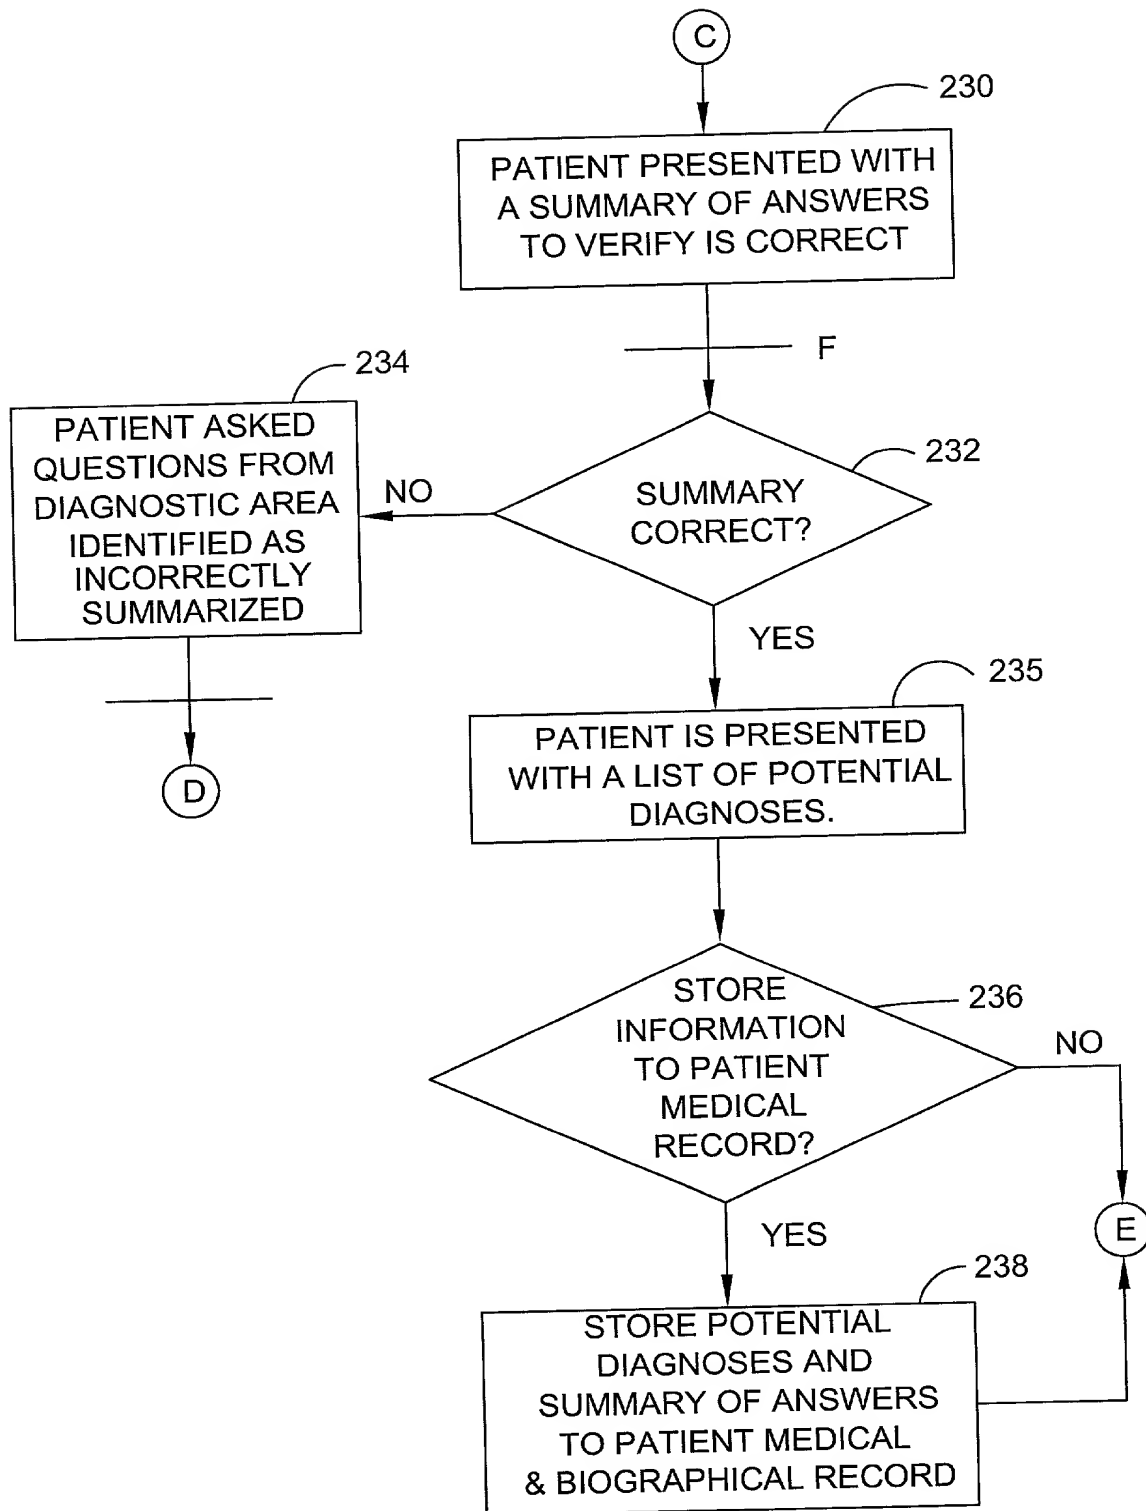 C
230
PATIENT PRESENTED WITH
A SUMMARY OF ANSWERS
TO VERIFY IS CORRECT
F
234
PATIENT ASKED
QUESTIONS FROM
DIAGNOSTIC AREA
IDENTIFIED AS
INCORRECTLY
SUMMARIZED
NO
232
SUMMARY
CORRECT?
YES
D
235
PATIENT IS PRESENTED
WITH A LIST OF POTENTIAL
DIAGNOSES.
236
STORE
INFORMATION
TO PATIENT
MEDICAL
RECORD?
NO
YES
E
238
STORE POTENTIAL
DIAGNOSES AND
SUMMARY OF ANSWERS
TO PATIENT MEDICAL
& BIOGRAPHICAL RECORD